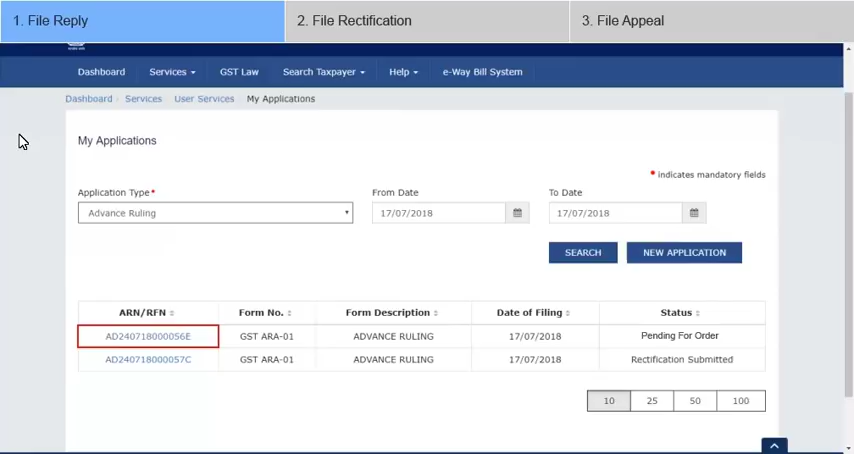 1. File Reply 2. File Rectification 3. File Appeal
Dashboard Services GST Law Search Taxpayer Help e-Way Bill System
Dashboard Services User Services My Applications
My Applications
* indicates mandatory fields
Application Type* From Date To Date
Advance Ruling 17/07/2018 17/07/2018
SEARCH NEW APPLICATION
ARN/RFN Form No. Form Description Date of Filing Status
AD240718000056E GST ARA-01 ADVANCE RULING 17/07/2018 Pending For Order
AD240718000057C GST ARA-01 ADVANCE RULING 17/07/2018 Rectification Submitted
10 25 50 100